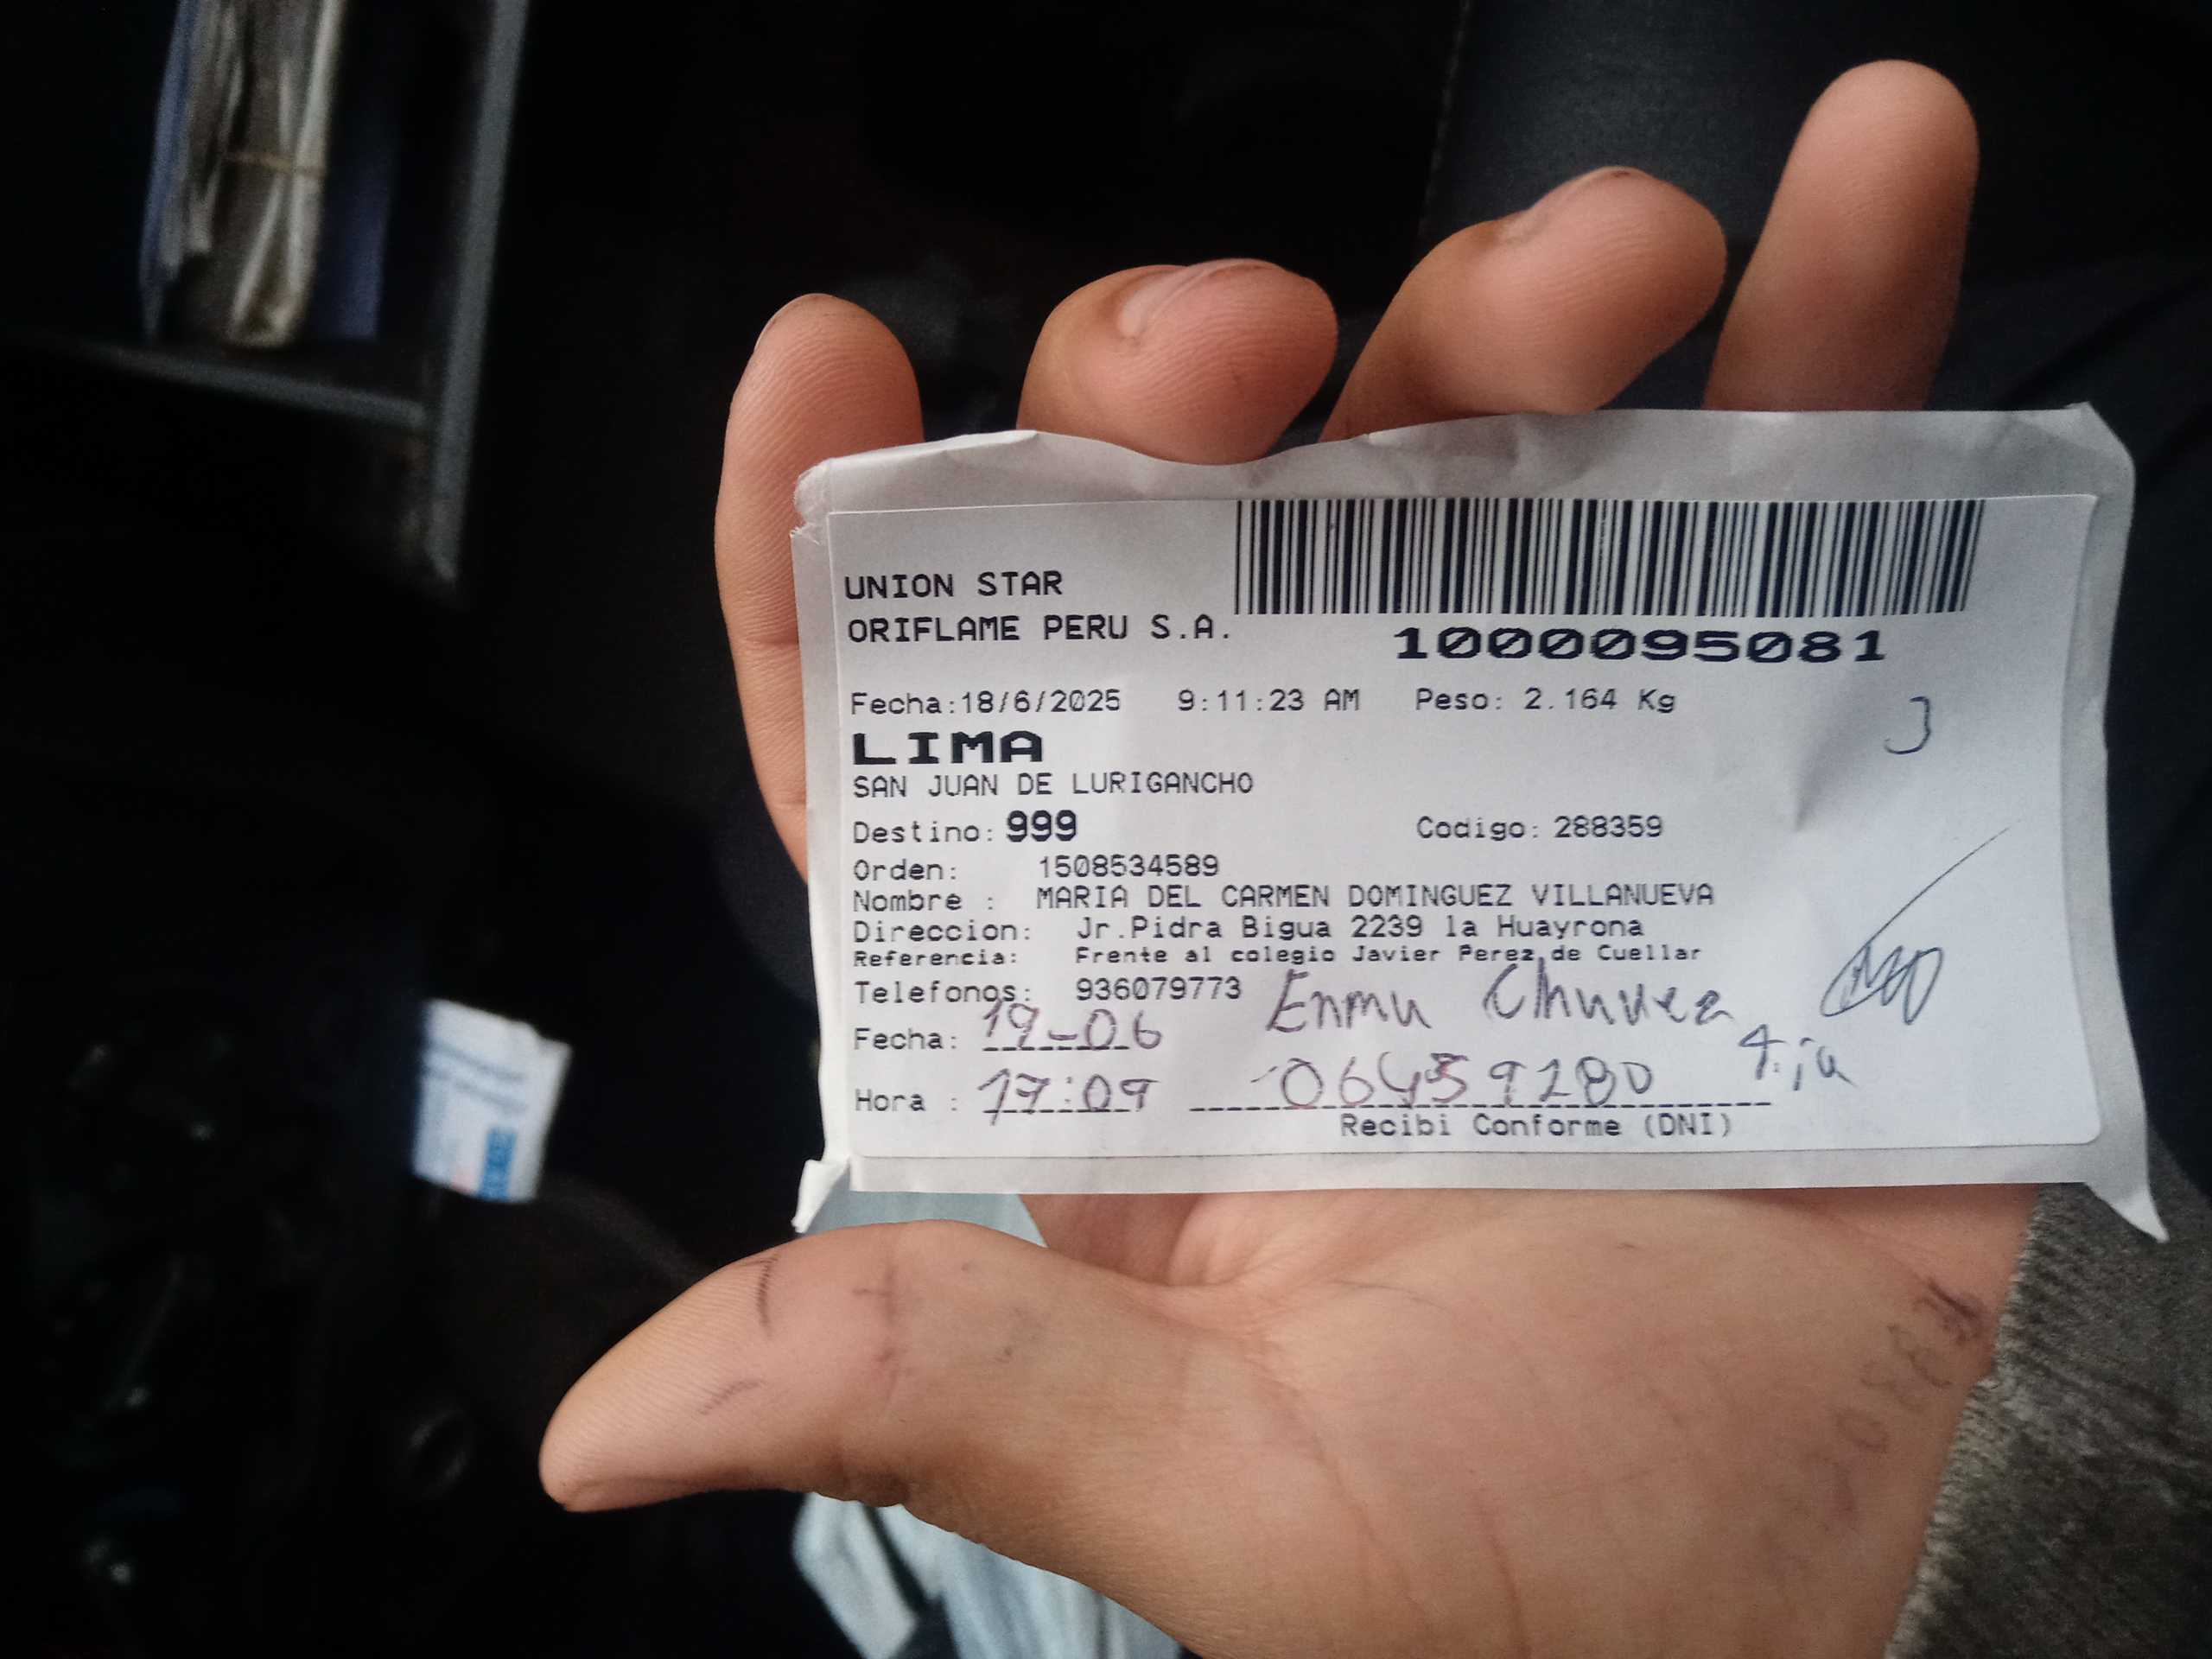 UNION STAR
ORIFLAME PERU S.A.
1000095081
Fecha:18/6/2025 9:11:23 AM Peso: 2.164 Kg
J
LIMA
SAN JUAN DE LURIGANCHO
Destino: 999 Codigo: 288359
Orden: 1508534589
Nombre : MARIA DEL CARMEN DOMINGUEZ VILLANUEVA
Direccion: Jr.Pidra Bigua 2239 la Huayrona
Referencia: Frente al colegio Javier Perez de Cuellar
Telefonos: 936079773
Fecha: 19-06
Hora : 17:09
Recibi Conforme (DNI)